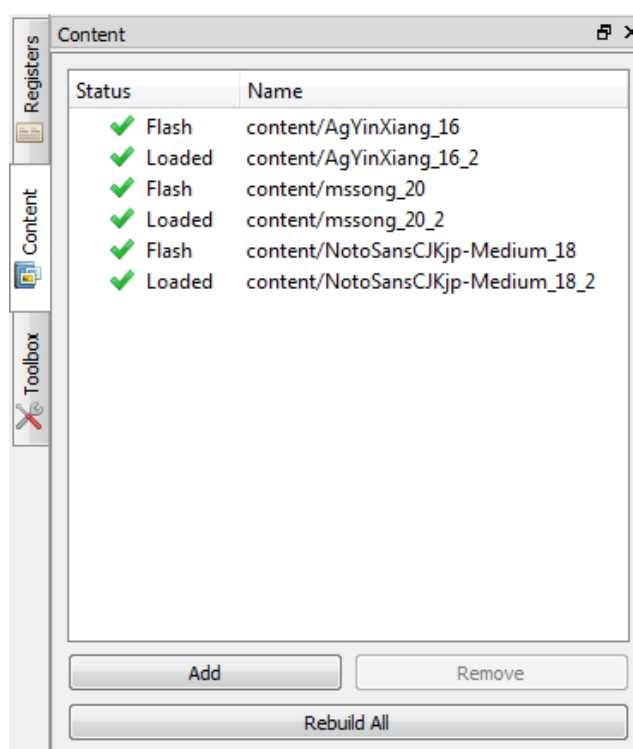 Registers
Content
Toolbox
Content
Status Name
Flash content/AgYinXiang_16
Loaded content/AgYinXiang_16_2
Flash content/mssong_20
Loaded content/mssong_20_2
Flash content/NotoSansCJKjp-Medium_18
Loaded content/NotoSansCJKjp-Medium_18_2
Add Remove
Rebuild All